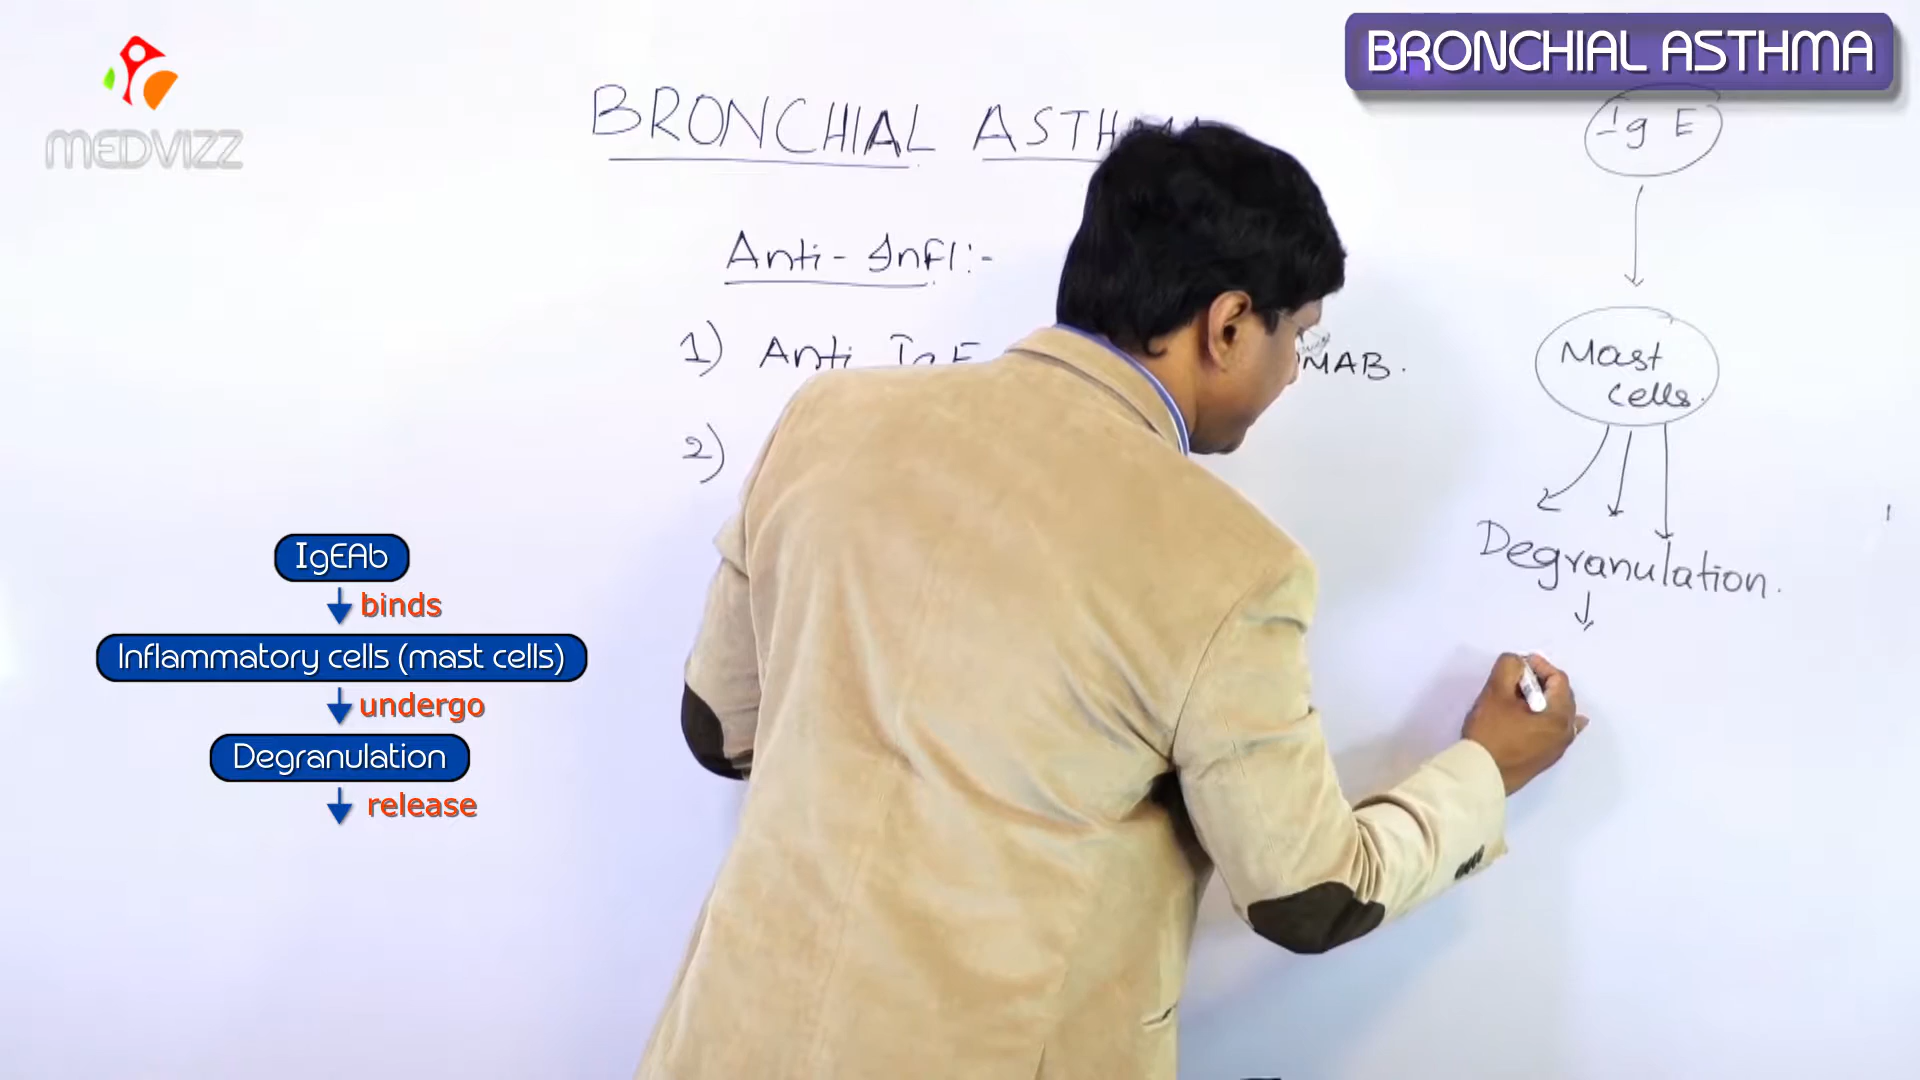 BRONCHIAL ASTHMA
MEDVIZZ
BRONCHIAL ASTH
Anti-Infl:-
1) Anti IgE MAB.
2)
IgE
Mast
cells.
Degranulation.
IgEAb
binds
Inflammatory cells (mast cells)
undergo
Degranulation
release